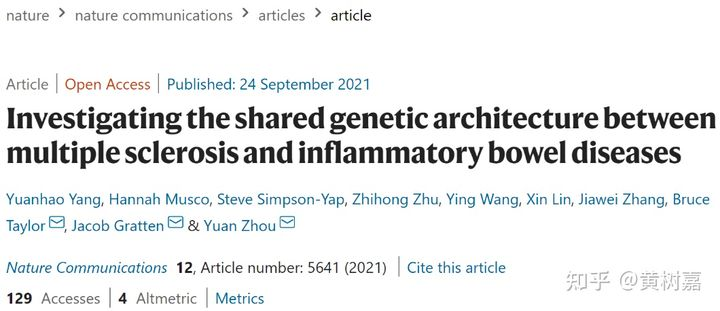 nature > nature communications > articles > article
Article | Open Access | Published: 24 September 2021
Investigating the shared genetic architecture between
multiple sclerosis and inflammatory bowel diseases
Yuanhao Yang, Hannah Musco, Steve Simpson-Yap, Zhihong Zhu, Ying Wang, Xin Lin, Jiawei Zhang, Bruce
Taylor, Jacob Gratten & Yuan Zhou
Nature Communications 12, Article number: 5641 (2021) | Cite this article
129 Accesses | 4 Altmetric | Metrics
知乎 @黄树嘉